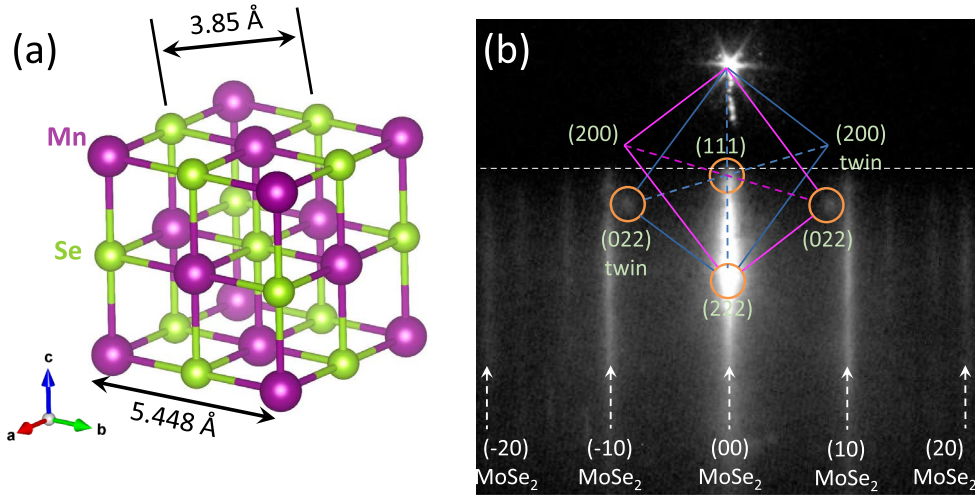 (a)
3.85 Å
Mn
Se
c
a
b
5.448 Å
(b)
(200)
(111)
(200)
twin
(022)
twin
(022)
(222)
(-20)
MoSe₂
(-10)
MoSe₂
(00)
MoSe₂
(10)
MoSe₂
(20)
MoSe₂